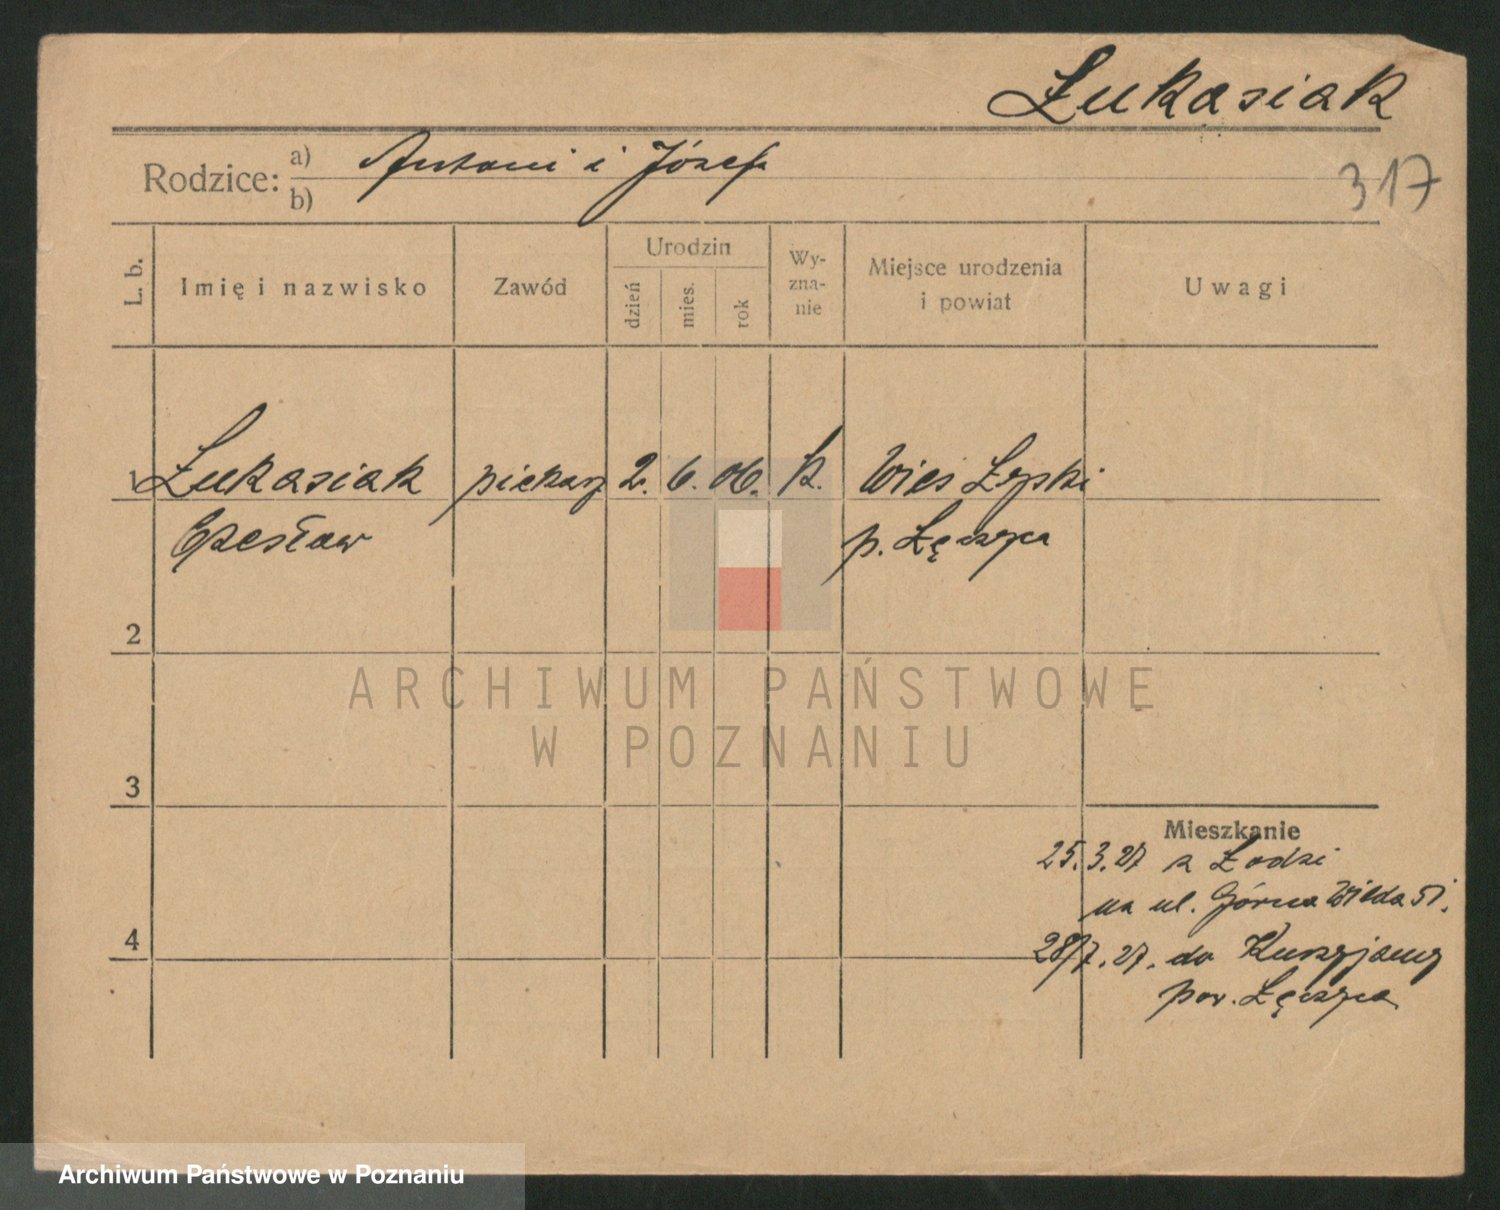 Łukasiak
317
Rodzice: a) Antoni i Józefa
b)
L. b.
Imię i nazwisko
Zawód
Urodzin
dzień
mies.
rok
Wy-
zna-
nie
Miejsce urodzenia
i powiat
Uwagi
1 Łukasiak piekarz 2. 6. 06. k. Wieś
Czesław p. Łęczyca
2
3
4
Mieszkanie
25.3.27 z Łodzi
na ul. Górna Wilda 51.
28/7.27. do
pow. Łęczyca
ARCHIWUM PAŃSTWOWE
W POZNANIU
Archiwum Państwowe w Poznaniu